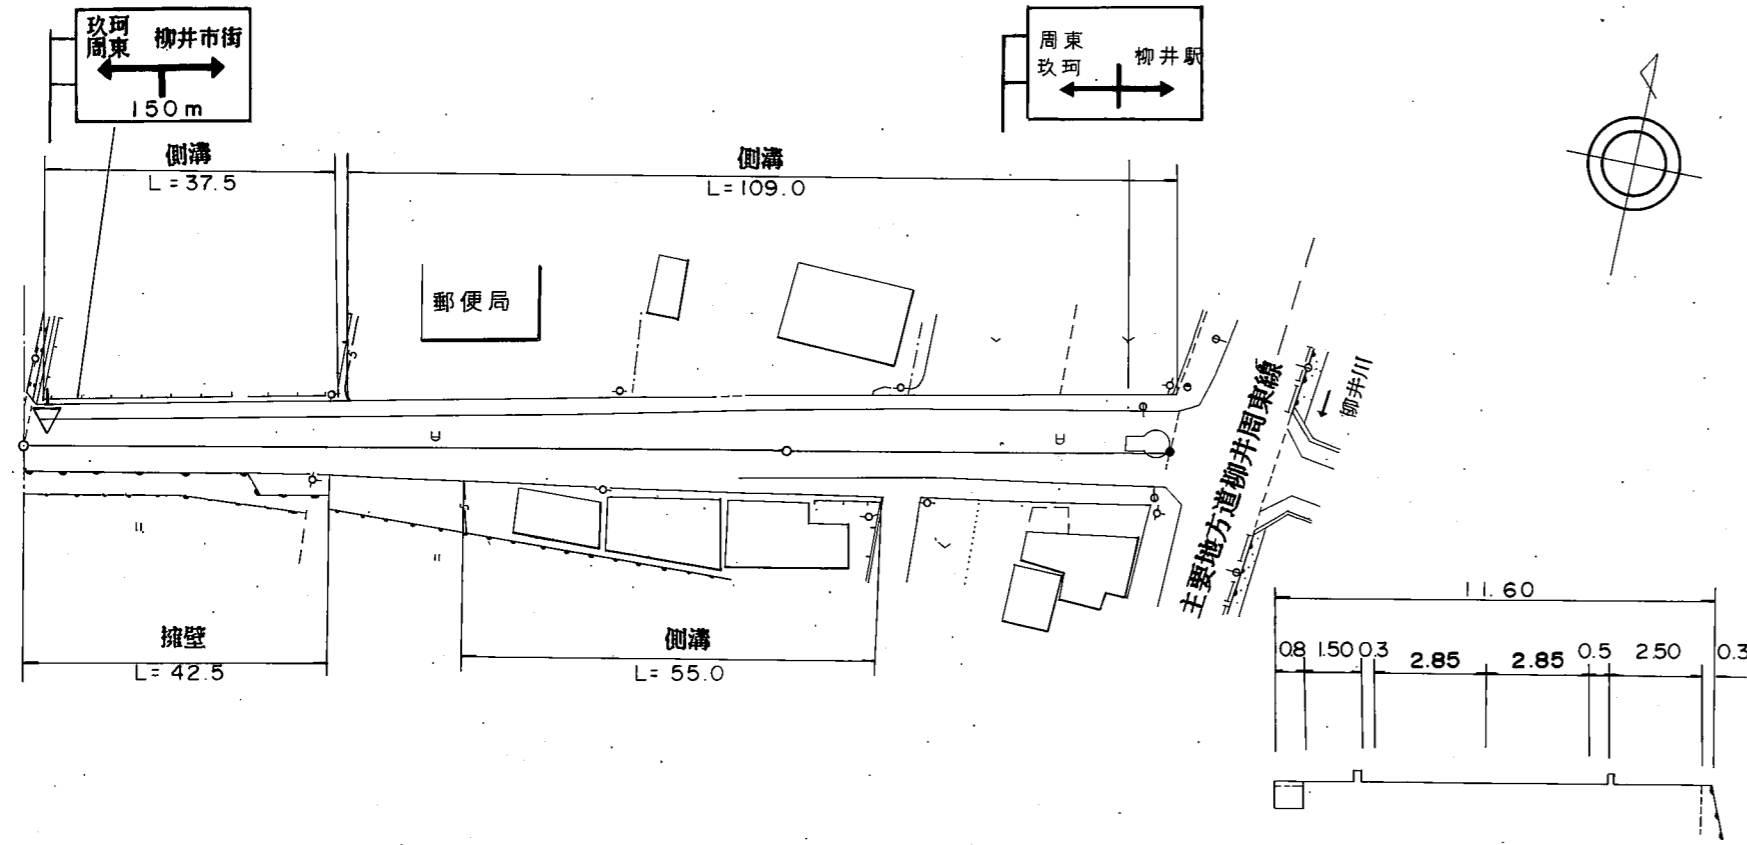 玖珂
周東
柳井市街
150m
周東
玖珂
柳井駅
側溝
L=37.5
側溝
L=109.0
郵便局
主要地方道柳井周東線
柳井川
擁壁
L=42.5
側溝
L=55.0
11.60
0.8 1.50 0.3 2.85 2.85 0.5 2.50 0.3